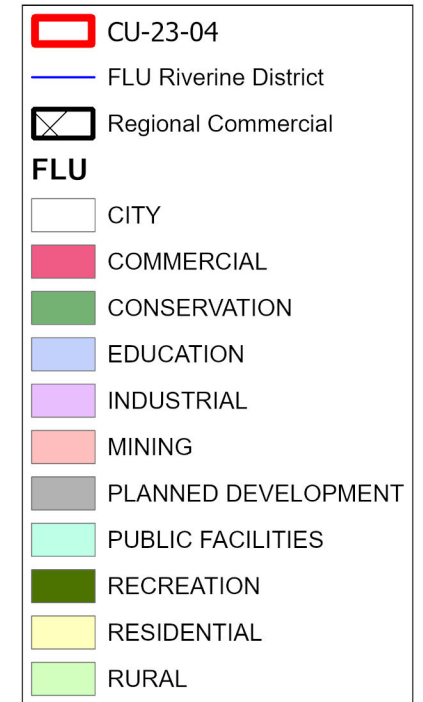 CU-23-04
FLU Riverine District
Regional Commercial
FLU
CITY
COMMERCIAL
CONSERVATION
EDUCATION
INDUSTRIAL
MINING
PLANNED DEVELOPMENT
PUBLIC FACILITIES
RECREATION
RESIDENTIAL
RURAL